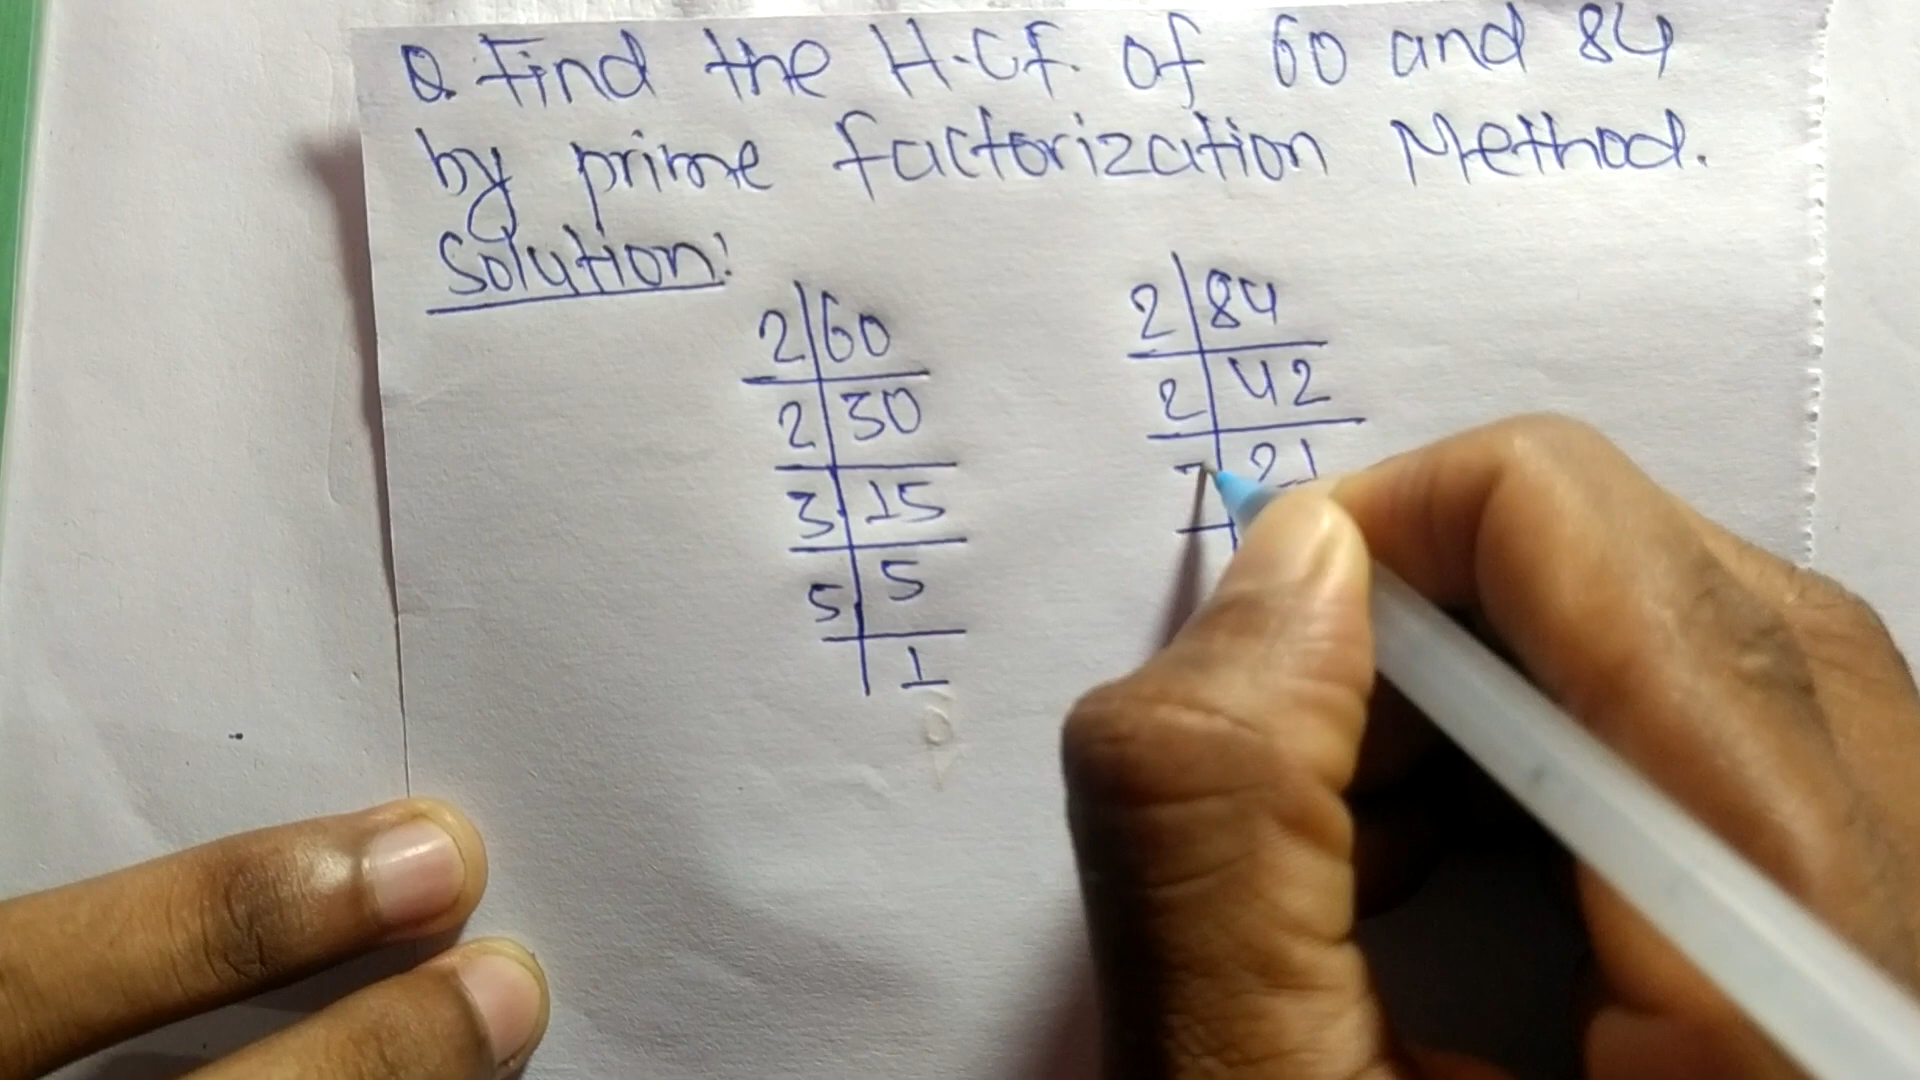 Q. Find the H.C.F. of 60 and 84
by prime factorization Method.
Solution:
2 60
2 30
3 15
5 5
1
2 84
2 42
21